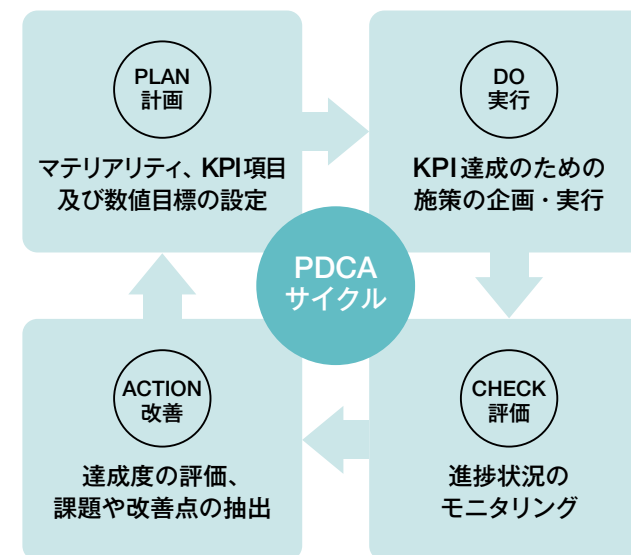 PLAN
計画
マテリアリティ、KPI項目
及び数値目標の設定
DO
実行
KPI達成のための
施策の企画・実行
PDCA
サイクル
ACTION
改善
達成度の評価、
課題や改善点の抽出
CHECK
評価
進捗状況の
モニタリング